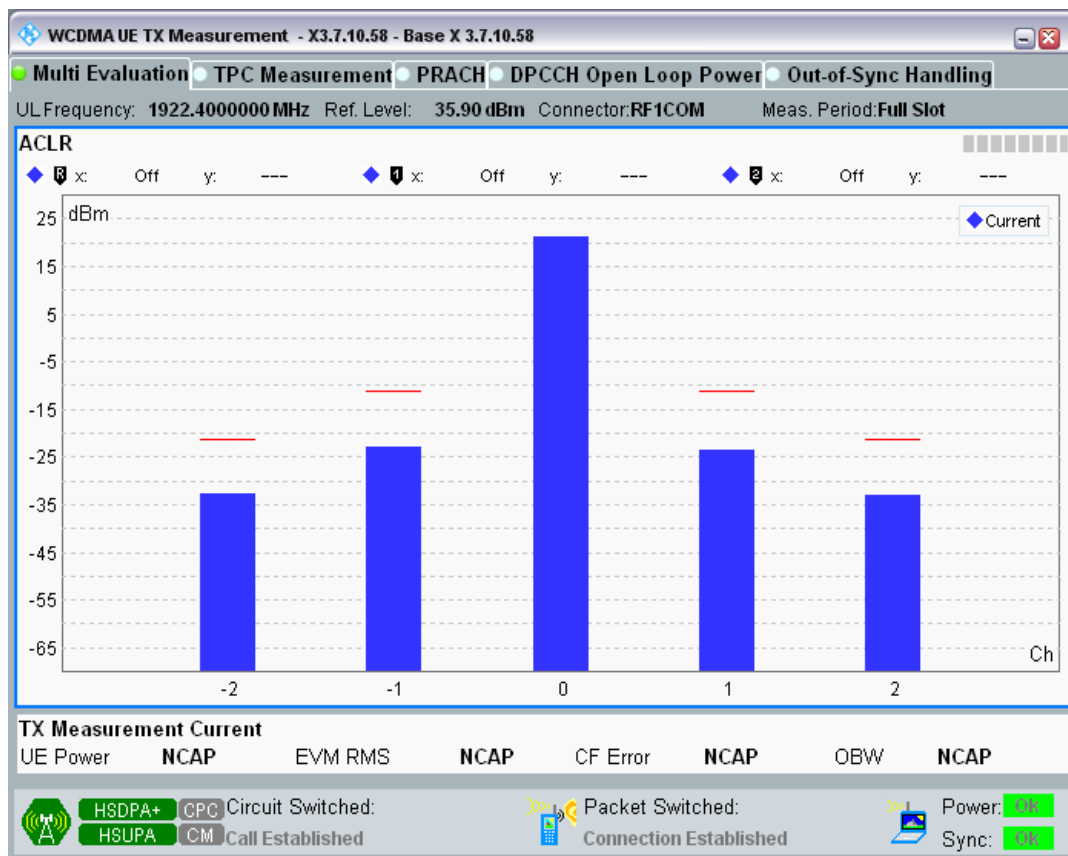 WCDMA UE TX Measurement - X3.7.10.58 - Base X 3.7.10.58
Multi Evaluation TPC Measurement PRACH DPCCH Open Loop Power Out-of-Sync Handling
UL Frequency: 1922.4000000 MHz Ref. Level: 35.90 dBm Connector:RF1COM Meas. Period:Full Slot
ACLR
R x: Off y: --- 1 x: Off y: --- 2 x: Off y: ---
dBm
Current
25
15
5
-5
-15
-25
-35
-45
-55
-65
Ch
-2 -1 0 1 2
TX Measurement Current
UE Power NCAP EVM RMS NCAP CF Error NCAP OBW NCAP
HSDPA+ CPC Circuit Switched: Packet Switched: Power: OK
HSUPA CM Call Established Connection Established Sync: OK